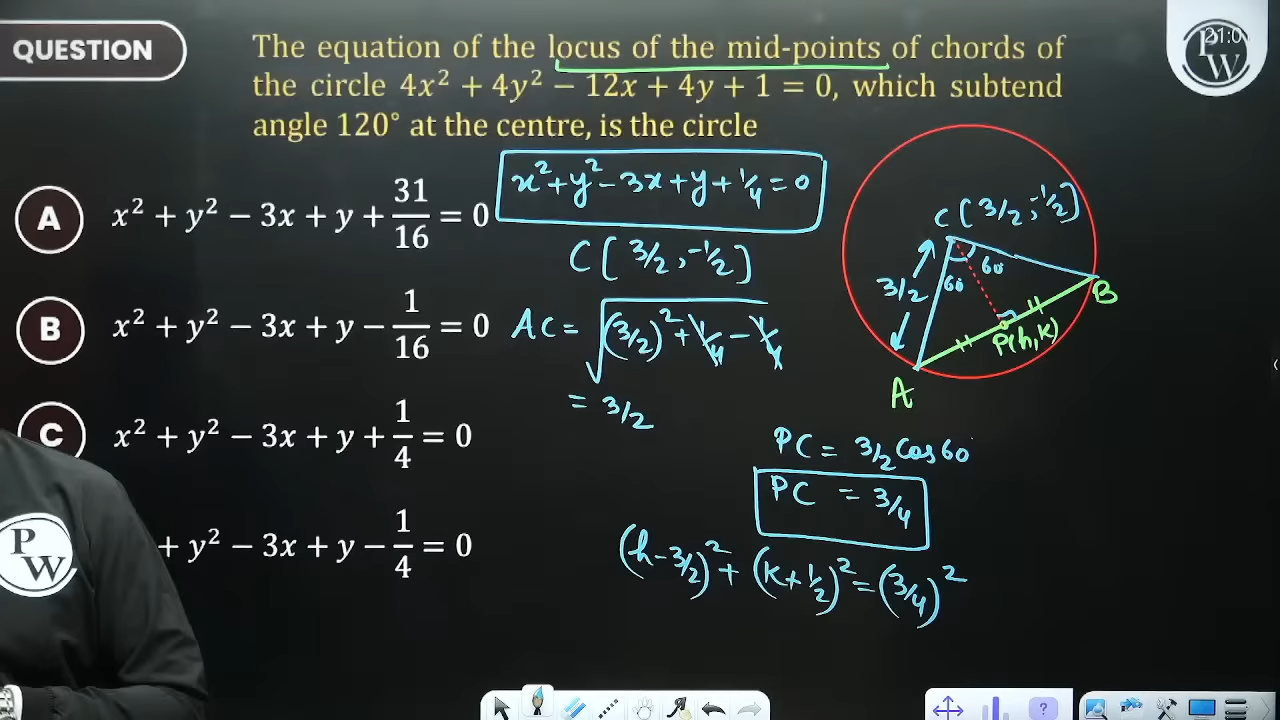 QUESTION
The equation of the locus of the mid-points of chords of
the circle 4x² + 4y² − 12x + 4y + 1 = 0, which subtend
angle 120° at the centre, is the circle
A x² + y² − 3x + y + 31/16 = 0
B x² + y² − 3x + y − 1/16 = 0
C x² + y² − 3x + y + 1/4 = 0
+ y² − 3x + y − 1/4 = 0
x² + y² − 3x + y + 1/4 = 0
C [ 3/2 , −1/2 ]
AC = √(3/2)² + 1/4 − 1/4
= 3/2
C [ 3/2 , −1/2 ]
3/2
60
60
B
P(h,k)
A
PC = 3/2 Cos 60
PC = 3/4
(h − 3/2)² + (k + 1/2)² = (3/4)²
P
W
P
W
?